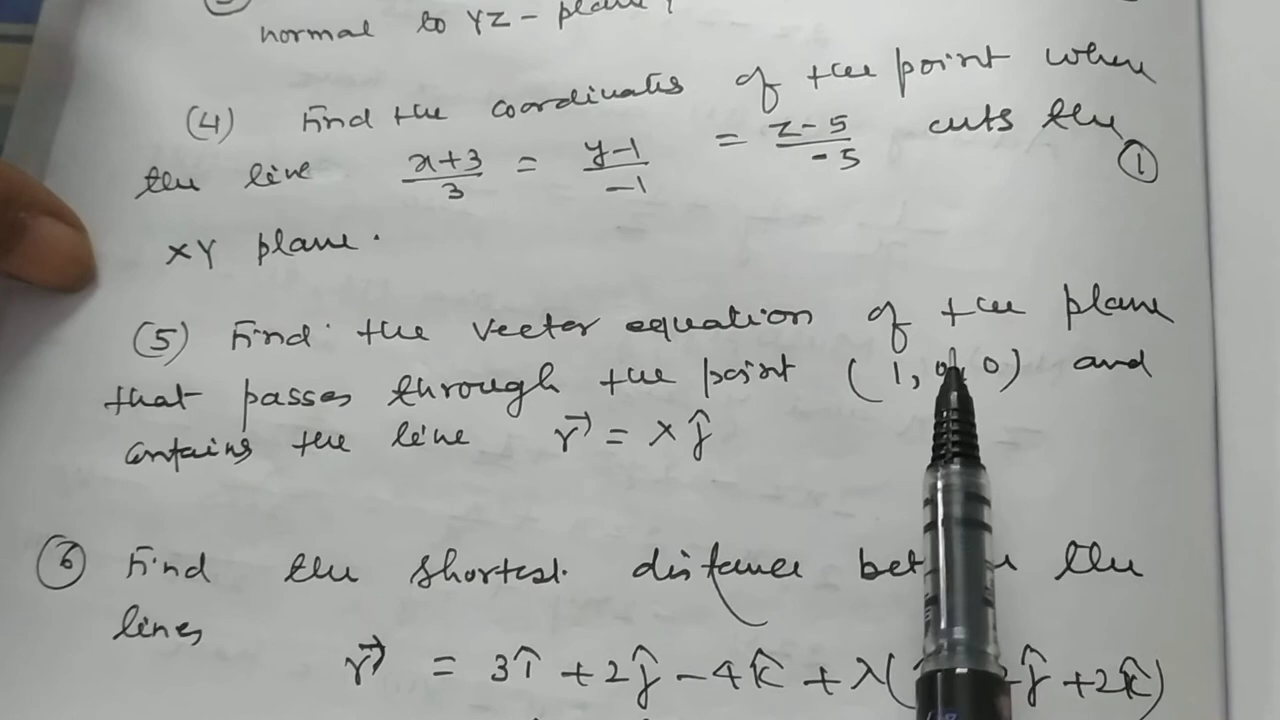 normal to YZ - plane?
(4) Find the coordinates of the point where
the line x+3/3 = y-1/-1 = z-5/-5 cuts the
①
XY plane.
(5) Find the vector equation of the plane
that passes through the point (1, 0, 0) and
contains the line r⃗ = λ ĵ
⑥ Find the shortest distance the
lines
r⃗ = 3î + 2ĵ - 4k̂ + λ( 2ĵ + 2k̂)